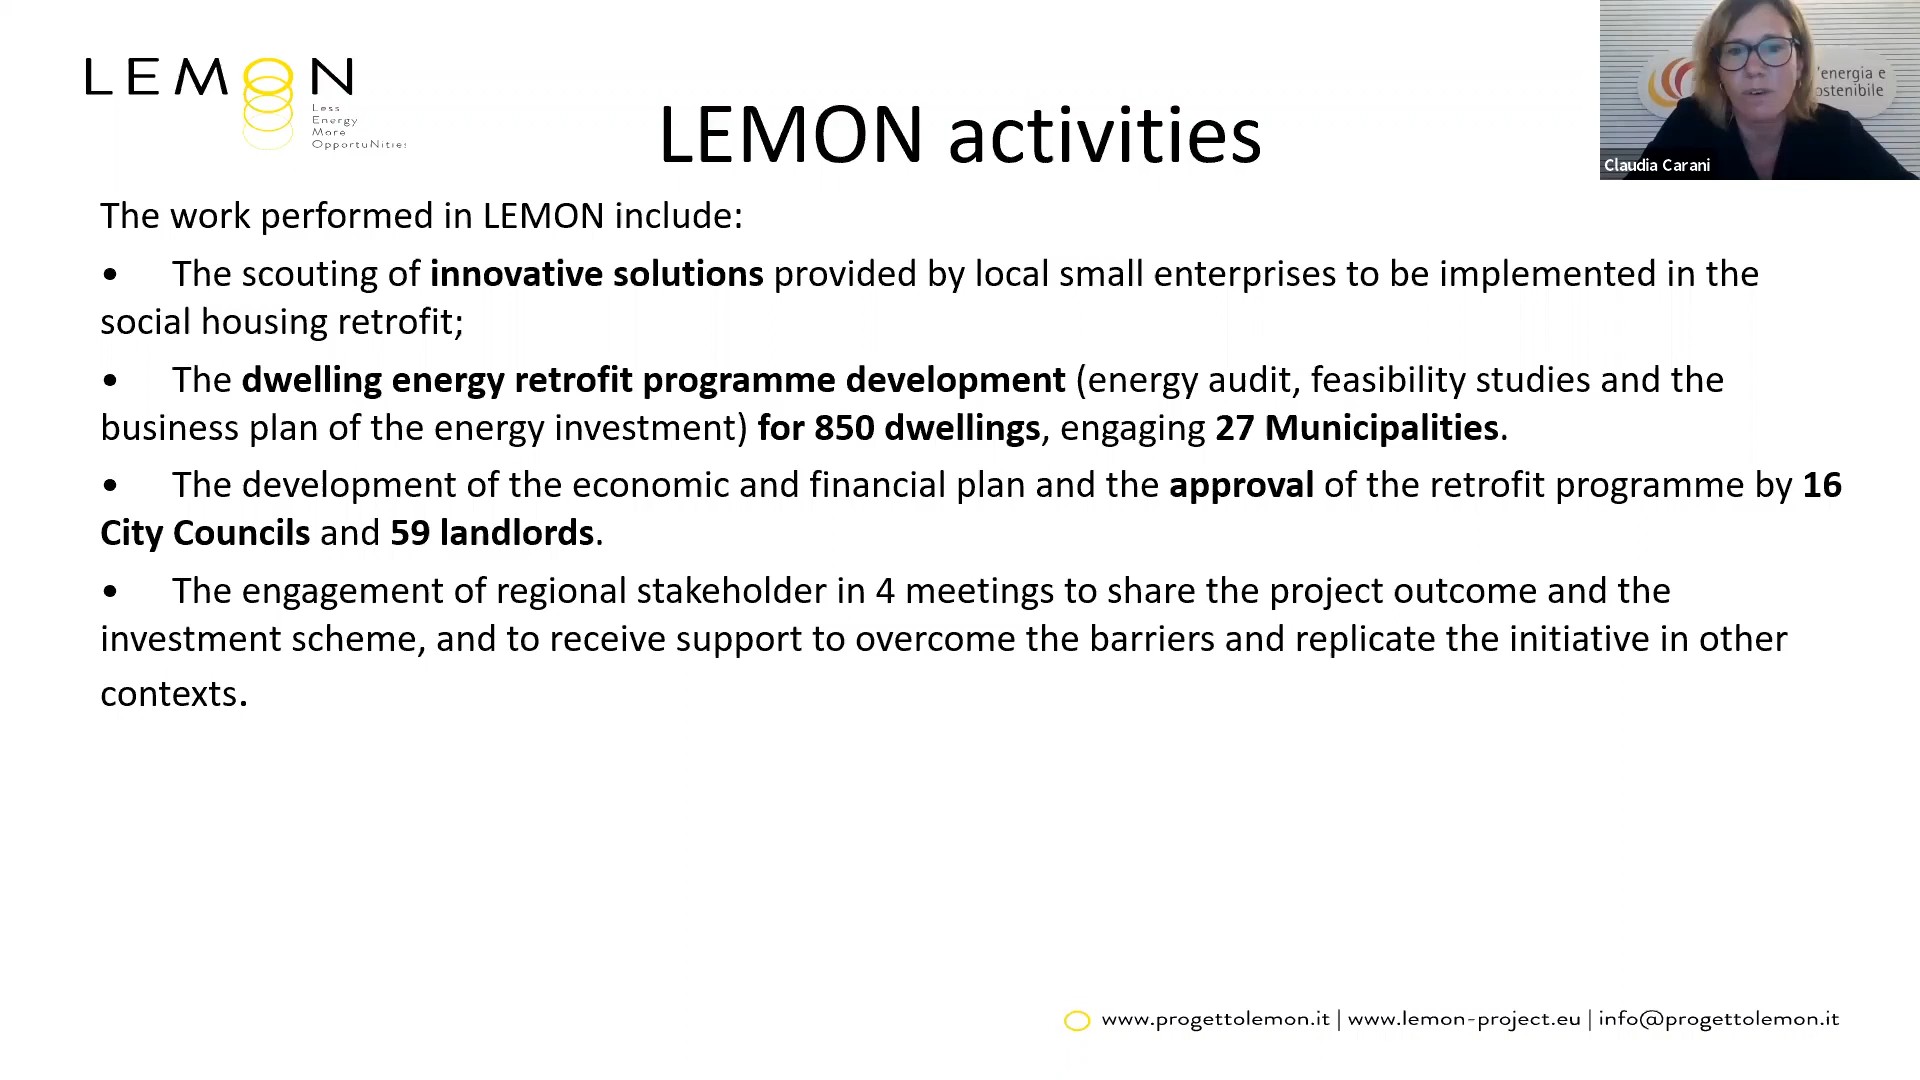 LEMON
Less
Energy
More
OpportuNities
LEMON activities
'energia e
ostenibile
Claudia Carani
The work performed in LEMON include:
• The scouting of innovative solutions provided by local small enterprises to be implemented in the
social housing retrofit;
• The dwelling energy retrofit programme development (energy audit, feasibility studies and the
business plan of the energy investment) for 850 dwellings, engaging 27 Municipalities.
• The development of the economic and financial plan and the approval of the retrofit programme by 16
City Councils and 59 landlords.
• The engagement of regional stakeholder in 4 meetings to share the project outcome and the
investment scheme, and to receive support to overcome the barriers and replicate the initiative in other
contexts.
www.progettolemon.it | www.lemon-project.eu | info@progettolemon.it